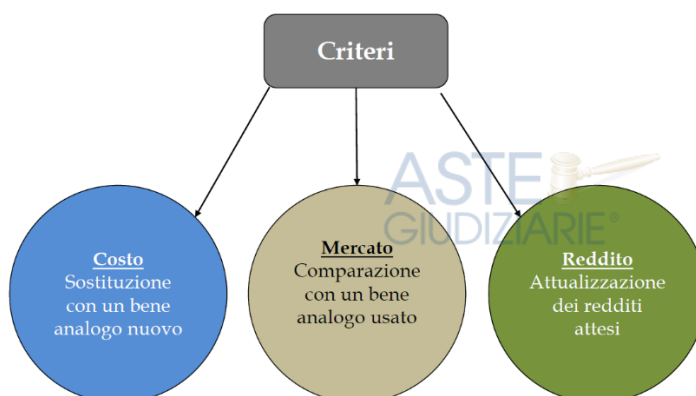 Criteri
ASTE
GIUDIZIARIE®
Costo
Sostituzione
con un bene
analogo nuovo
Mercato
Comparazione
con un bene
analogo usato
Reddito
Attualizzazione
dei redditi
attesi